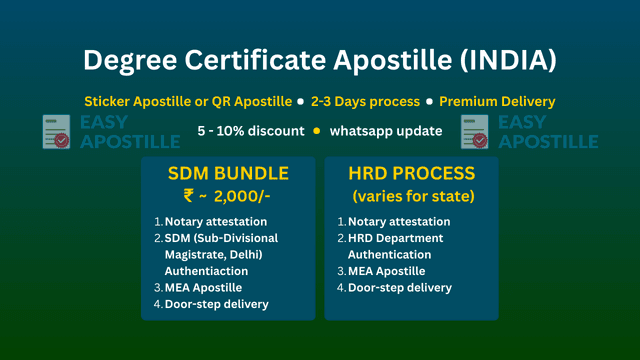 Degree Certificate Apostille (INDIA)
Sticker Apostille or QR Apostille • 2-3 Days process • Premium Delivery
EASY APOSTILLE
5 - 10% discount • whatsapp update
EASY APOSTILLE
SDM BUNDLE
₹ ~ 2,000/-
1. Notary attestation
2. SDM (Sub-Divisional
Magistrate, Delhi)
Authentiaction
3. MEA Apostille
4. Door-step delivery
HRD PROCESS
(varies for state)
1. Notary attestation
2. HRD Department
Authentication
3. MEA Apostille
4. Door-step delivery